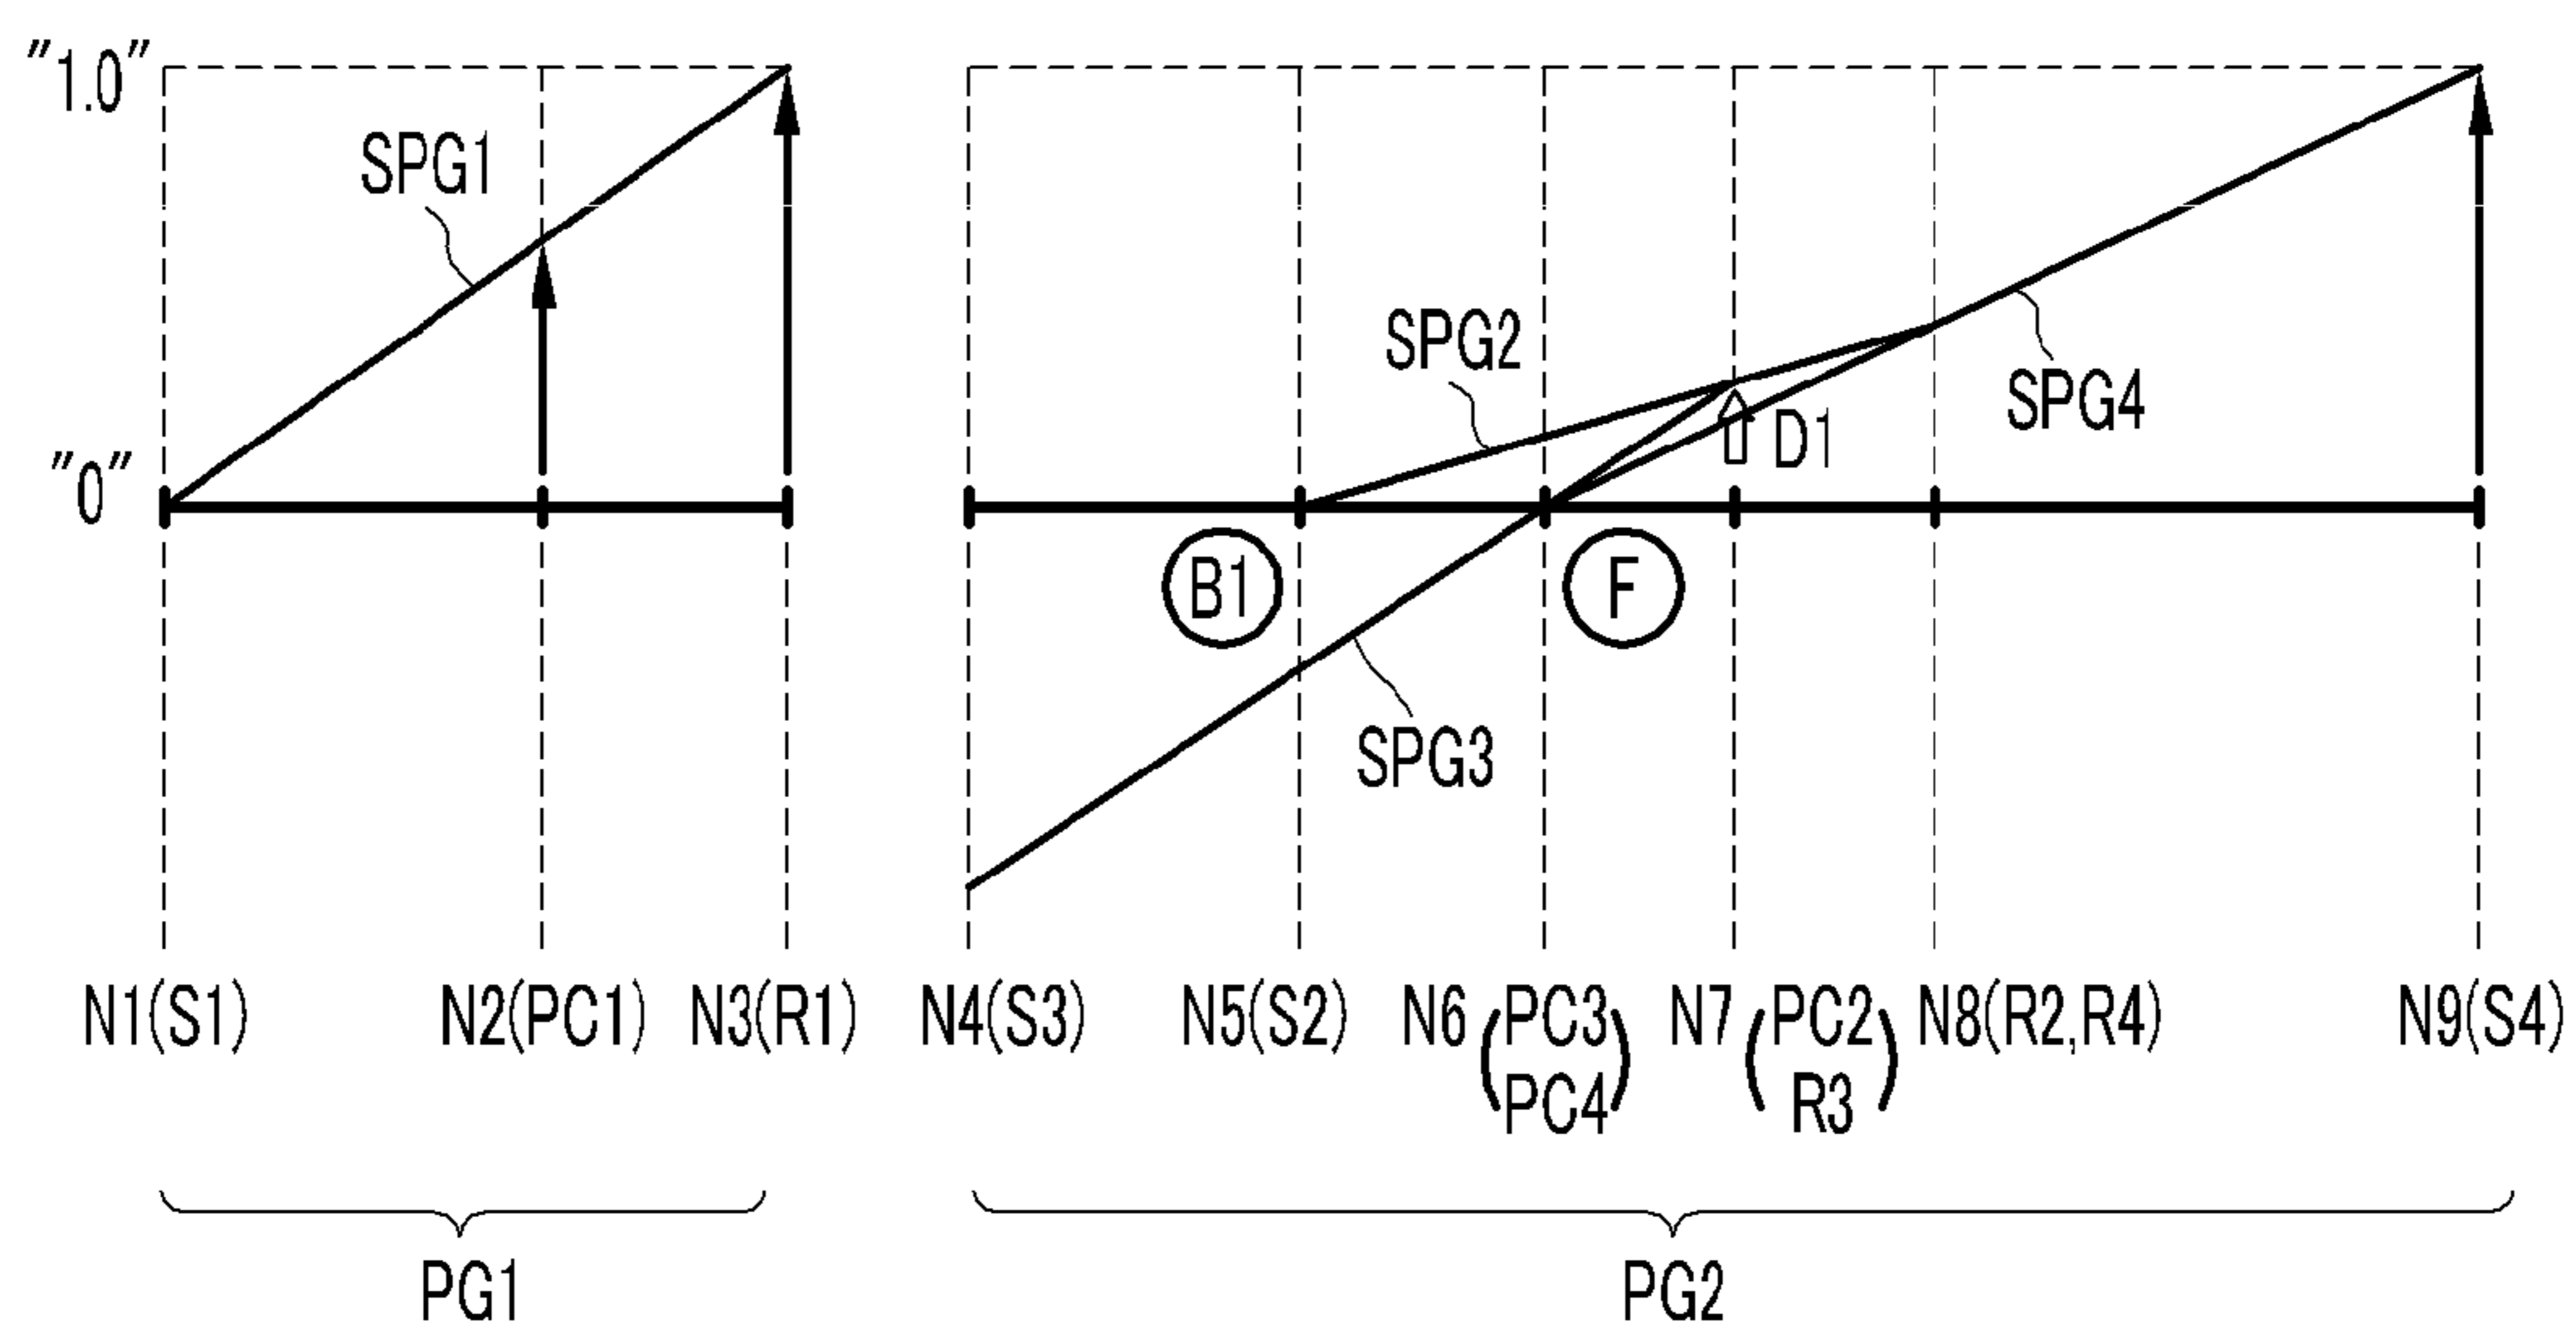 "1.0"
SPG1
SPG2
SPG4
D1
"0"
B1
F
SPG3
N1(S1) N2(PC1) N3(R1) N4(S3) N5(S2) N6 (PC3 PC4) N7 (PC2 R3) N8(R2,R4) N9(S4)
PG1 PG2